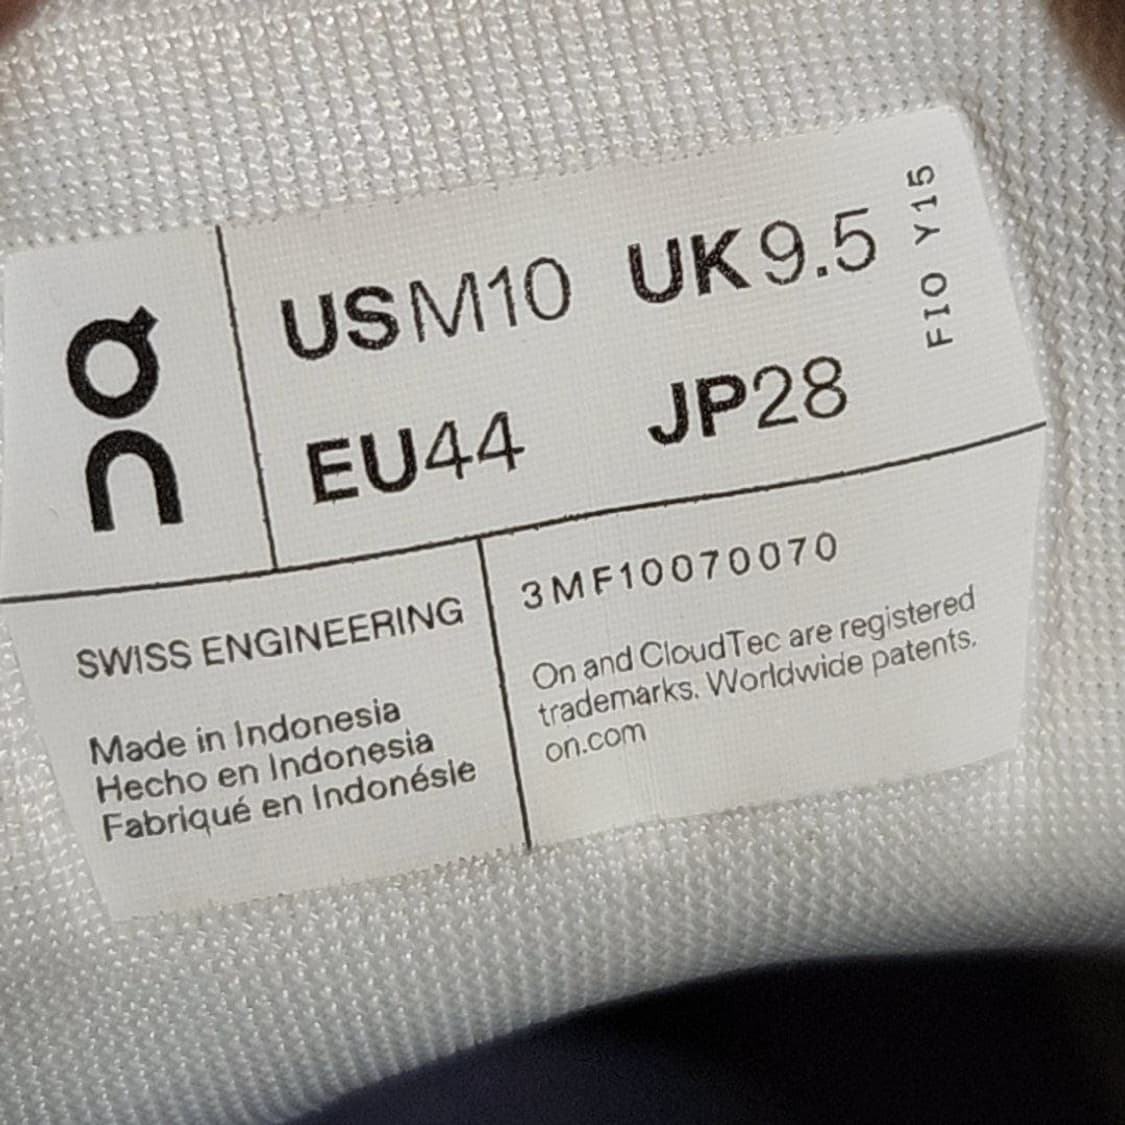 on
USM10 UK9.5
EU44 JP28
FIO Y15
SWISS ENGINEERING
Made in Indonesia
Hecho en Indonesia
Fabriqué en Indonésie
3MF10070070
On and CloudTec are registered
trademarks. Worldwide patents.
on.com